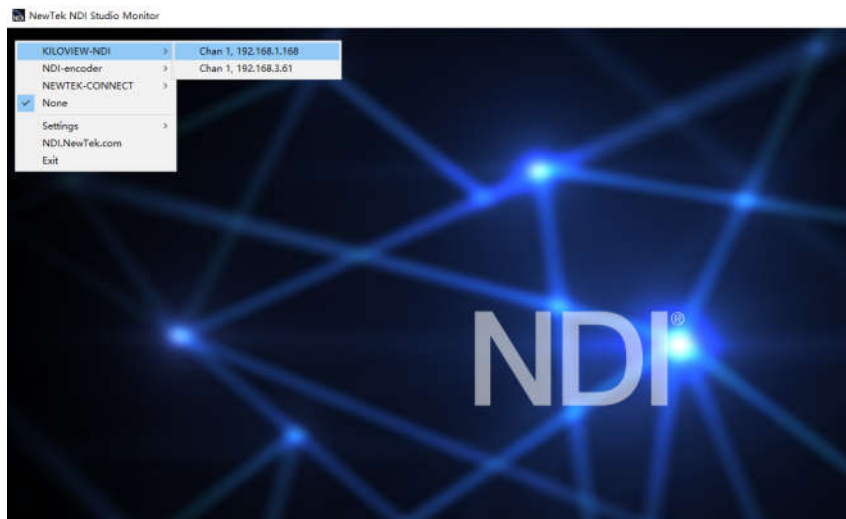 NewTek NDI Studio Monitor
KILOVIEW-NDI
Chan 1, 192.168.1.168
NDI-encoder
Chan 1, 192.168.3.61
NEWTEK-CONNECT
None
Settings
NDI.NewTek.com
Exit
NDI®